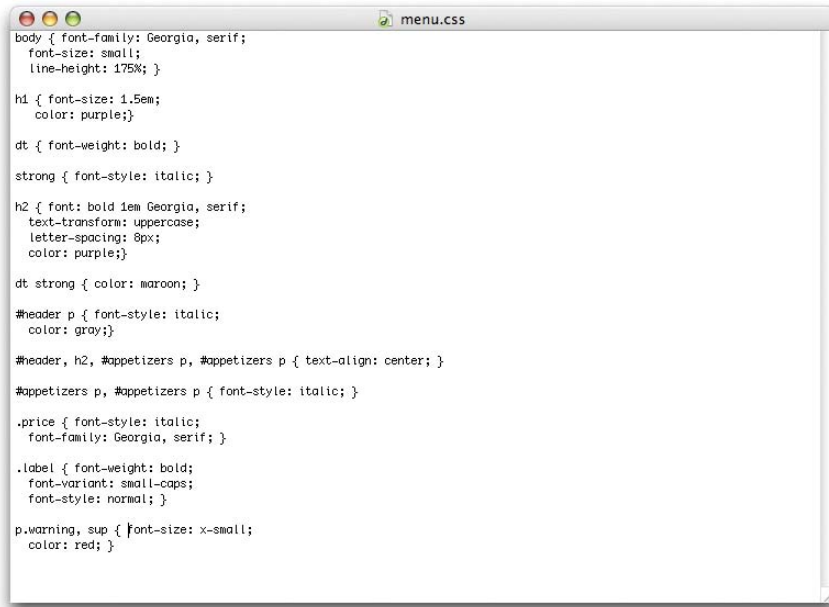 menu.css
body { font-family: Georgia, serif;
font-size: small;
line-height: 175%; }
h1 { font-size: 1.5em;
color: purple;}
dt { font-weight: bold; }
strong { font-style: italic; }
h2 { font: bold 1em Georgia, serif;
text-transform: uppercase;
letter-spacing: 8px;
color: purple;}
dt strong { color: maroon; }
#header p { font-style: italic;
color: gray;}
#header, h2, #appetizers p, #appetizers p { text-align: center; }
#appetizers p, #appetizers p { font-style: italic; }
.price { font-style: italic;
font-family: Georgia, serif; }
.label { font-weight: bold;
font-variant: small-caps;
font-style: normal; }
p.warning, sup { font-size: x-small;
color: red; }